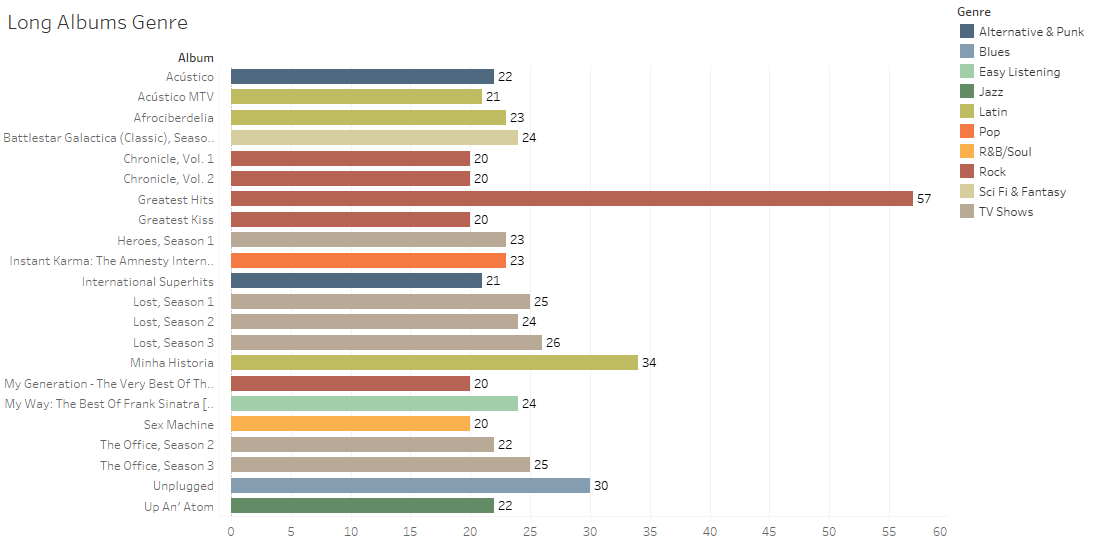 Long Albums Genre
Album
Acústico 22
Acústico MTV 21
Afrociberdelia 23
Battlestar Galactica (Classic), Seaso.. 24
Chronicle, Vol. 1 20
Chronicle, Vol. 2 20
Greatest Hits 57
Greatest Kiss 20
Heroes, Season 1 23
Instant Karma: The Amnesty Intern.. 23
International Superhits 21
Lost, Season 1 25
Lost, Season 2 24
Lost, Season 3 26
Minha Historia 34
My Generation - The Very Best Of Th.. 20
My Way: The Best Of Frank Sinatra [.. 24
Sex Machine 20
The Office, Season 2 22
The Office, Season 3 25
Unplugged 30
Up An' Atom 22
0 5 10 15 20 25 30 35 40 45 50 55 60
Genre
Alternative & Punk
Blues
Easy Listening
Jazz
Latin
Pop
R&B/Soul
Rock
Sci Fi & Fantasy
TV Shows